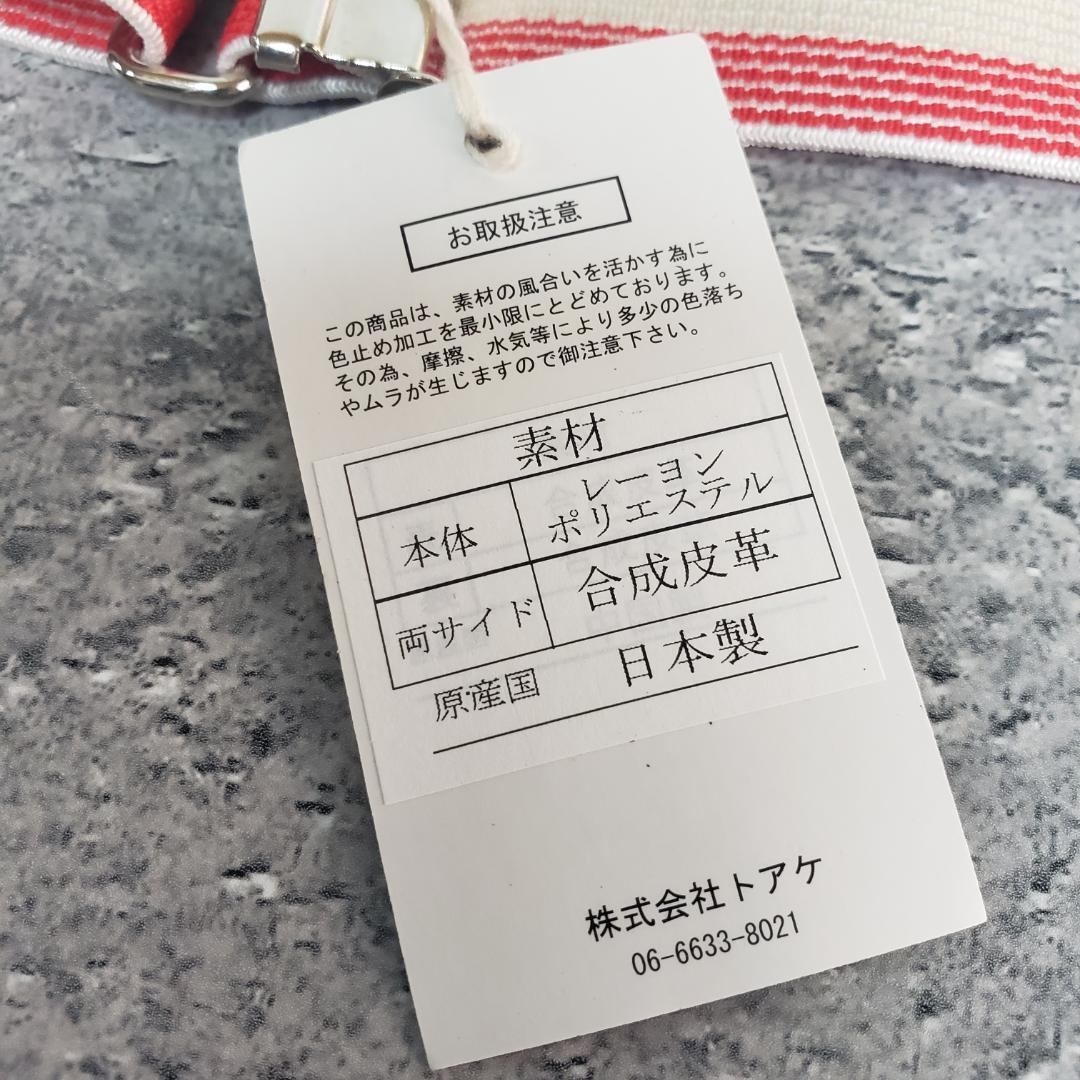 お取扱注意
この商品は、素材の風合いを活かす為に
色止め加工を最小限にとどめております。
その為、摩擦、水気等により多少の色落ち
やムラが生じますので御注意下さい。
素材
本体 レーヨン
ポリエステル
両サイド 合成皮革
原産国 日本製
株式会社トアケ
06-6633-8021